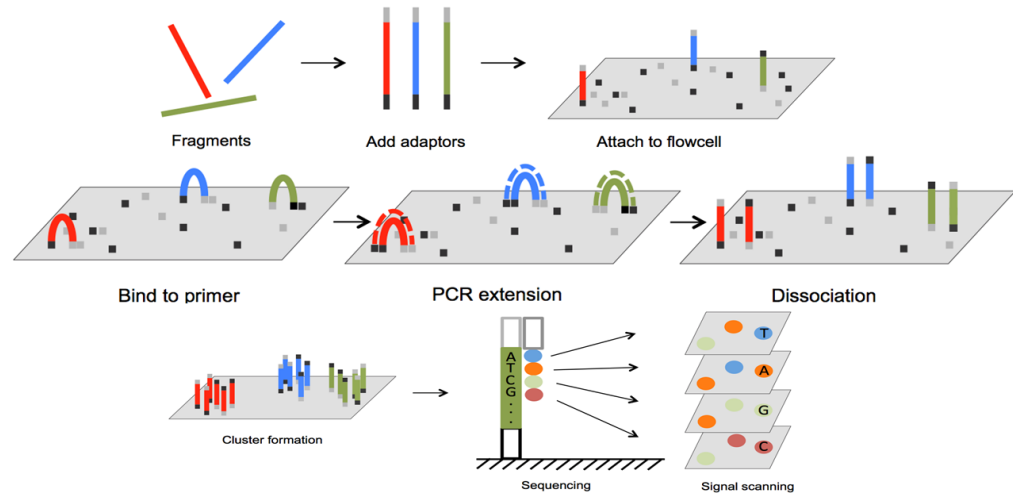 Fragments
Add adaptors
Attach to flowcell
Bind to primer
PCR extension
Dissociation
Cluster formation
A
T
C
G
.
.
.
Sequencing
T
A
G
C
Signal scanning